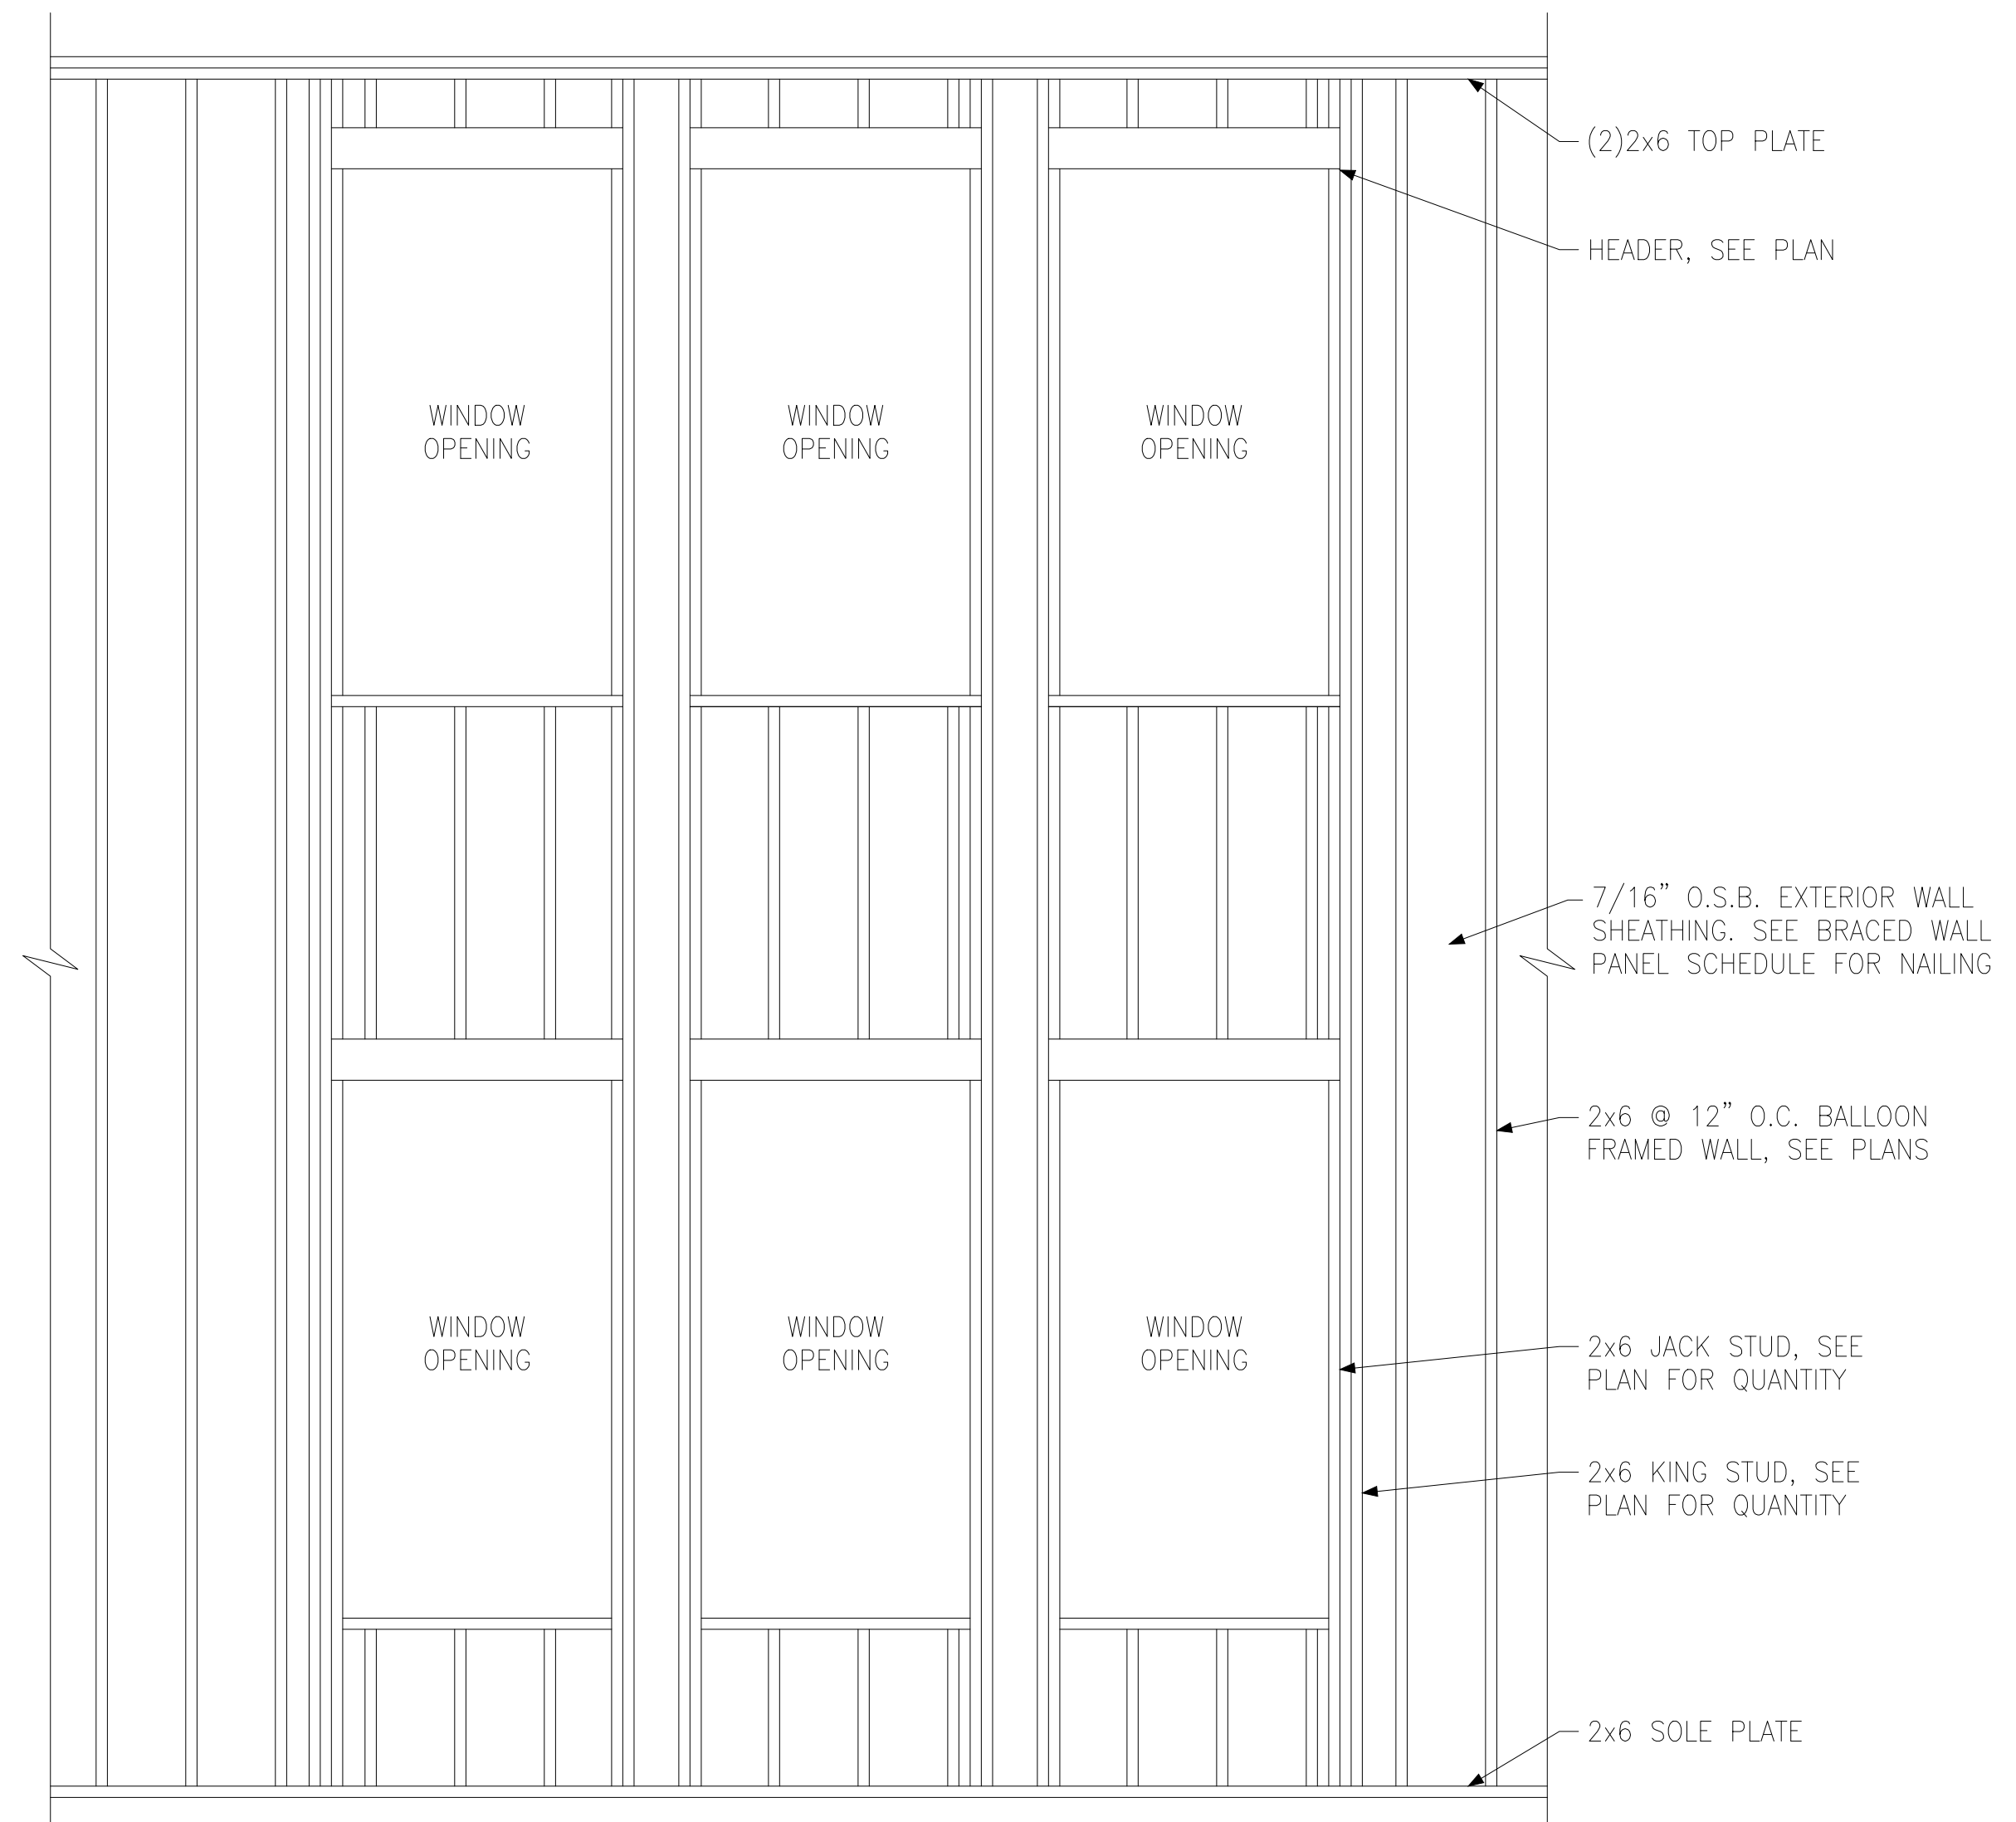 (2)2x6 TOP PLATE
HEADER, SEE PLAN
WINDOW
OPENING
WINDOW
OPENING
WINDOW
OPENING
7/16” O.S.B. EXTERIOR WALL
SHEATHING. SEE BRACED WALL
PANEL SCHEDULE FOR NAILING
2x6 @ 12” O.C. BALLOON
FRAMED WALL, SEE PLANS
WINDOW
OPENING
WINDOW
OPENING
WINDOW
OPENING
2x6 JACK STUD, SEE
PLAN FOR QUANTITY
2x6 KING STUD, SEE
PLAN FOR QUANTITY
2x6 SOLE PLATE